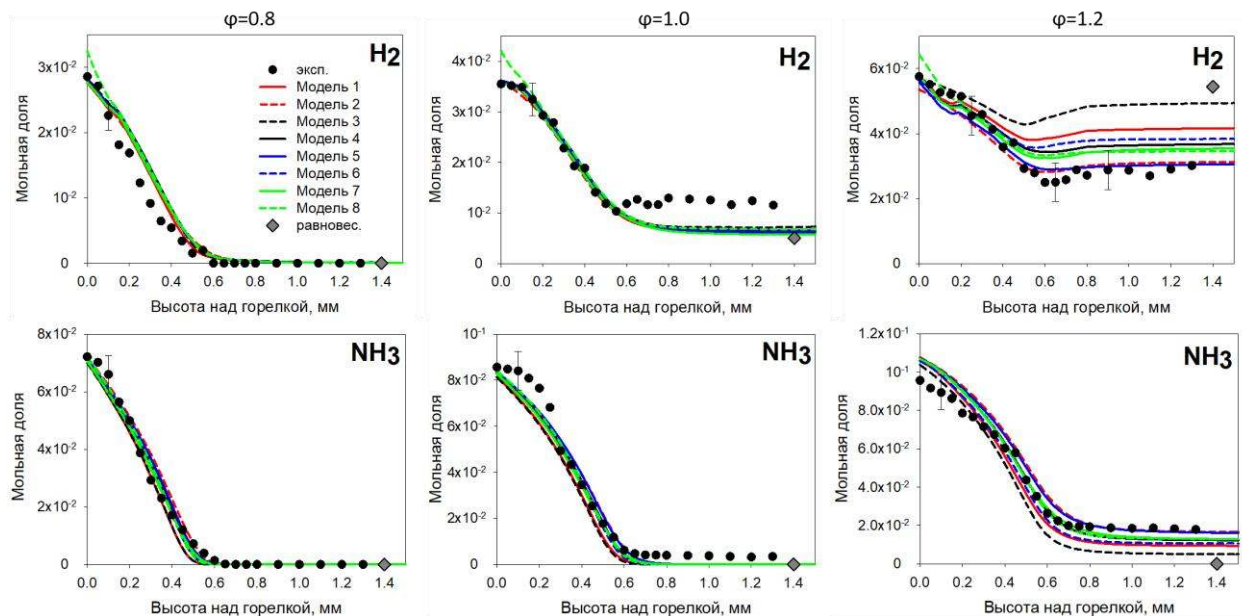 φ=0.8
φ=1.0
φ=1.2
H2
3x10-2
2x10-2
10-2
0
Мольная доля
эксп.
Модель 1
Модель 2
Модель 3
Модель 4
Модель 5
Модель 6
Модель 7
Модель 8
равновес.
0.0 0.2 0.4 0.6 0.8 1.0 1.2 1.4
Высота над горелкой, мм
H2
4x10-2
3x10-2
2x10-2
10-2
0
Мольная доля
0.0 0.2 0.4 0.6 0.8 1.0 1.2 1.4
Высота над горелкой, мм
H2
6x10-2
4x10-2
2x10-2
0
Мольная доля
0.0 0.2 0.4 0.6 0.8 1.0 1.2 1.4
Высота над горелкой, мм
NH3
8x10-2
6x10-2
4x10-2
2x10-2
0
Мольная доля
0.0 0.2 0.4 0.6 0.8 1.0 1.2 1.4
Высота над горелкой, мм
NH3
10-1
8x10-2
6x10-2
4x10-2
2x10-2
0
Мольная доля
0.0 0.2 0.4 0.6 0.8 1.0 1.2 1.4
Высота над горелкой, мм
NH3
1.2x10-1
10-1
8.0x10-2
6.0x10-2
4.0x10-2
2.0x10-2
0
Мольная доля
0.0 0.2 0.4 0.6 0.8 1.0 1.2 1.4
Высота над горелкой, мм